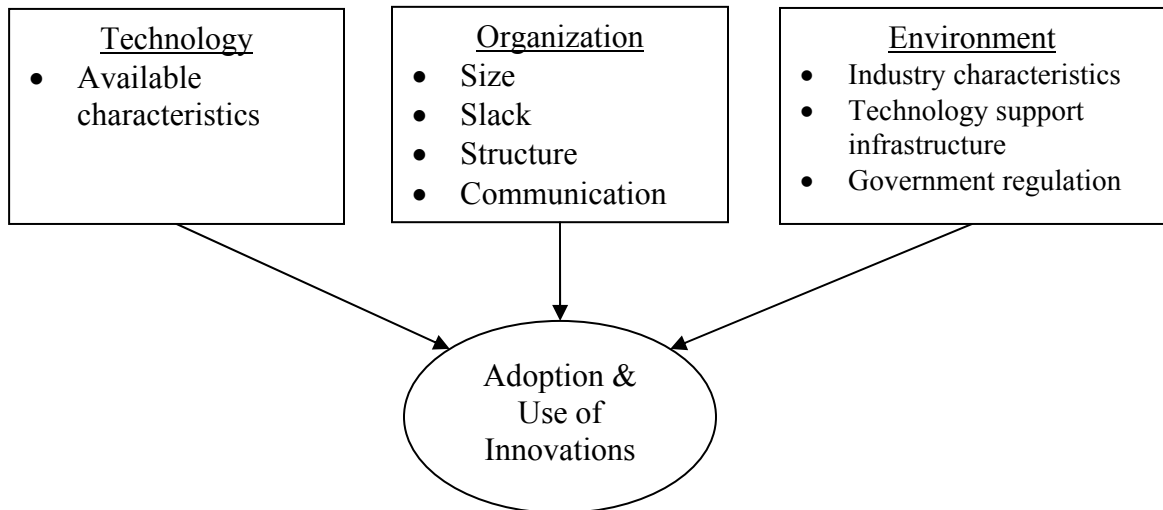 Technology
• Available
characteristics
Organization
• Size
• Slack
• Structure
• Communication
Environment
• Industry characteristics
• Technology support
infrastructure
• Government regulation
Adoption &
Use of
Innovations